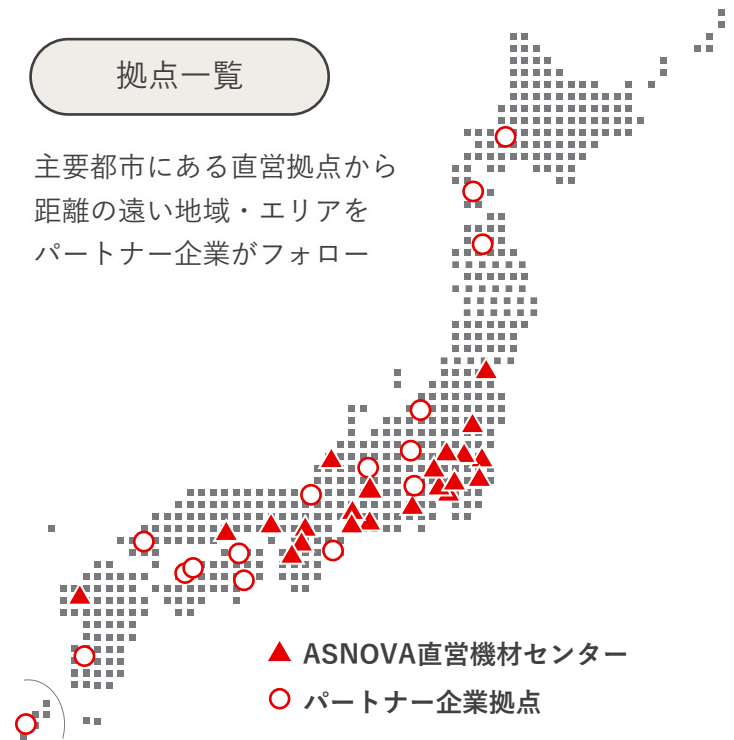 拠点一覧
主要都市にある直営拠点から
距離の遠い地域・エリアを
パートナー企業がフォロー
ASNOVA直営機材センター
パートナー企業拠点